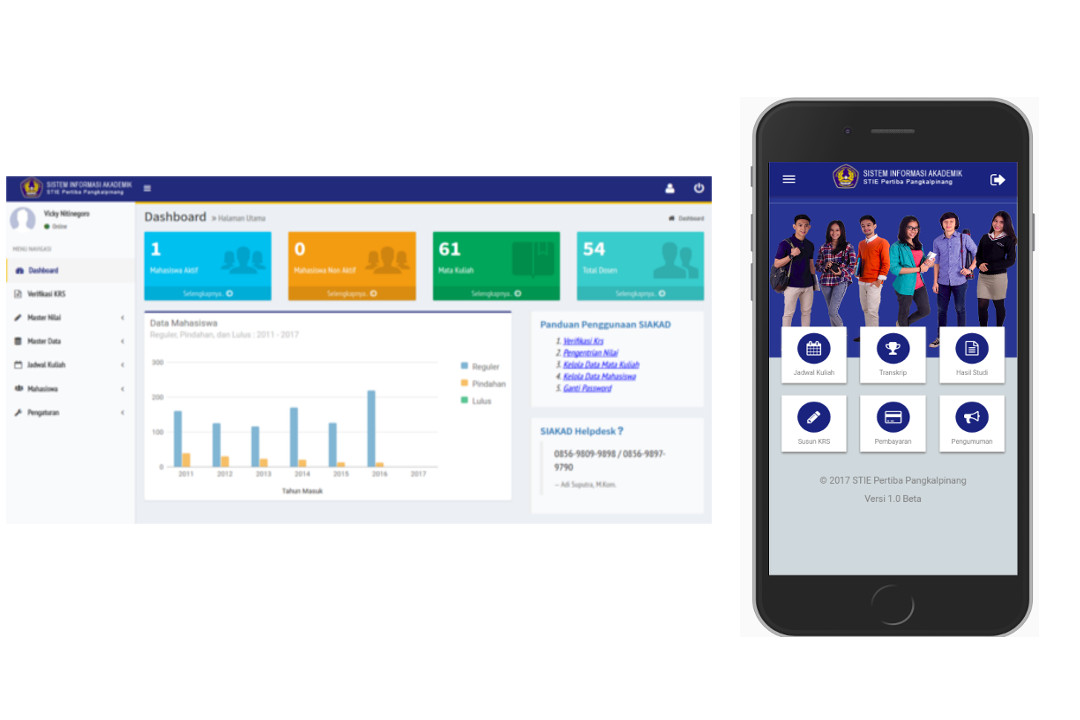 SISTEM INFORMASI AKADEMIK
STIE Pertiba Pangkalpinang
Vicky Nitinegoro
Online
MENU NAVIGASI
Dashboard
Verifikasi KRS
Master Nilai
Master Data
Jadwal Kuliah
Mahasiswa
Pengaturan
Dashboard » Halaman Utama
Dashboard
1
Mahasiswa Aktif
Selengkapnya..
0
Mahasiswa Non Aktif
Selengkapnya..
61
Mata Kuliah
Selengkapnya..
54
Total Dosen
Selengkapnya..
Data Mahasiswa
Reguler, Pindahan, dan Lulus : 2011 - 2017
300
200
100
0
2011 2012 2013 2014 2015 2016 2017
Tahun Masuk
Reguler
Pindahan
Lulus
Panduan Penggunaan SIAKAD
1. Verifikasi Krs
2. Pengentrian Nilai
3. Kelola Data Mata Kuliah
4. Kelola Data Mahasiswa
5. Ganti Password
SIAKAD Helpdesk ?
0856-9809-9898 / 0856-9897-
9790
— Adi Saputra, M.Kom.
SISTEM INFORMASI AKADEMIK
STIE Pertiba Pangkalpinang
Jadwal Kuliah
Transkrip
Hasil Studi
Susun KRS
Pembayaran
Pengumuman
© 2017 STIE Pertiba Pangkalpinang
Versi 1.0 Beta